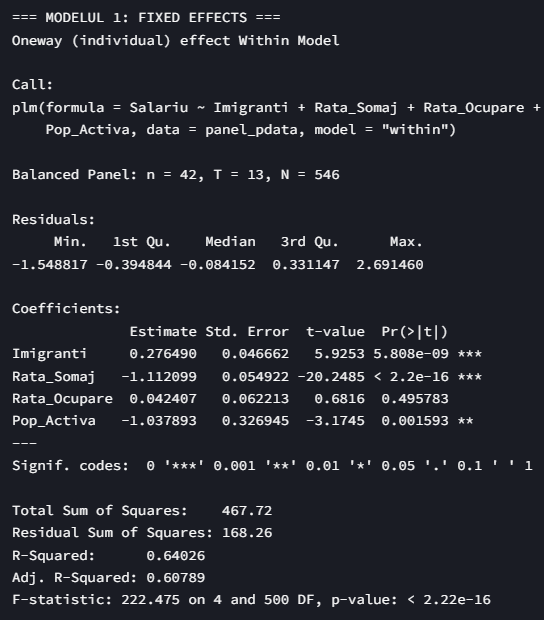 === MODELUL 1: FIXED EFFECTS ===
Oneway (individual) effect Within Model

Call:
plm(formula = Salariu ~ Imigranti + Rata_Somaj + Rata_Ocupare +
    Pop_Activa, data = panel_pdata, model = "within")

Balanced Panel: n = 42, T = 13, N = 546

Residuals:
     Min.   1st Qu.    Median   3rd Qu.      Max.
-1.548817 -0.394844 -0.084152  0.331147  2.691460

Coefficients:
              Estimate Std. Error  t-value  Pr(>|t|)
Imigranti     0.276490   0.046662   5.9253 5.808e-09 ***
Rata_Somaj   -1.112099   0.054922 -20.2485 < 2.2e-16 ***
Rata_Ocupare  0.042407   0.062213   0.6816  0.495783
Pop_Activa   -1.037893   0.326945  -3.1745  0.001593 **
---
Signif. codes:  0 '***' 0.001 '**' 0.01 '*' 0.05 '.' 0.1 ' ' 1

Total Sum of Squares:    467.72
Residual Sum of Squares: 168.26
R-Squared:      0.64026
Adj. R-Squared: 0.60789
F-statistic: 222.475 on 4 and 500 DF, p-value: < 2.22e-16